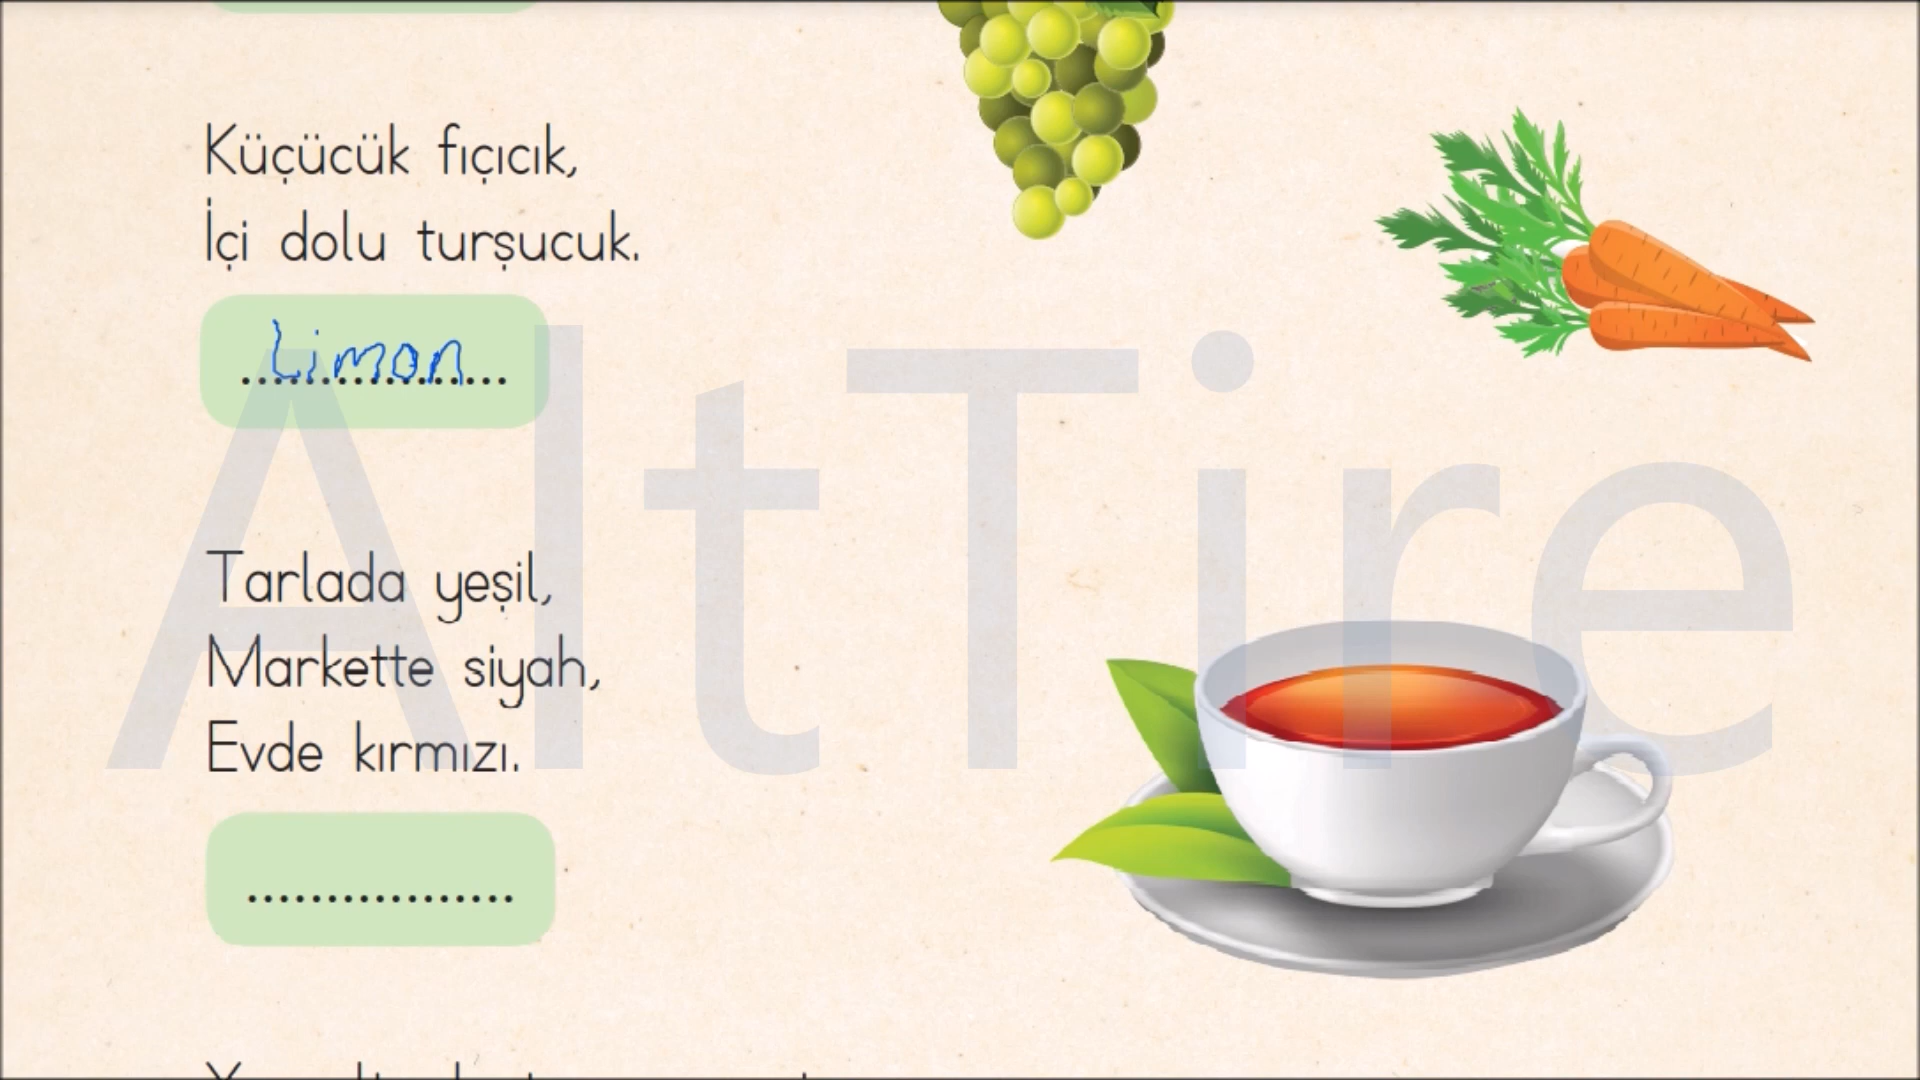 Küçücük fıçıcık,
İçi dolu turşucuk.
Limon
.................
Tarlada yeşil,
Markette siyah,
Evde kırmızı.
.................
AltTire